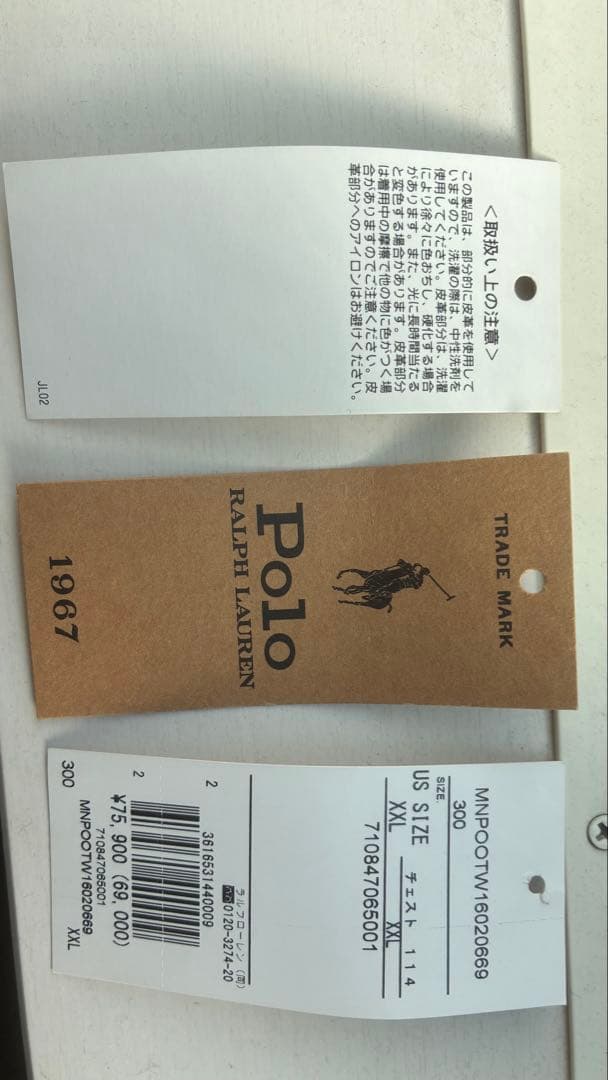 ＜取扱い上の注意＞
この製品は、部分的に皮革を使用して
いますので、洗濯の際は、中性洗剤を
使用してください。皮革部分は、洗濯
により徐々に色おちし、硬化する場合
があります。また、光に長時間当たる
と変色する場合があります。皮革部分
は着用中の摩擦で他の物に色がつく場
合がありますのでご注意ください。皮
革部分へのアイロンはお避けください。
JL02
TRADE MARK
Polo
RALPH LAUREN
1967
MNPOOTW16020669
300
SIZE.
チェスト 114
US SIZE XXL
XXL
710847065001
ラルフローレン(同)
0120-3274-20
3616531440009
2
2
¥75,900 (69,000)
710847065001
MNPOOTW16020669
300 XXL